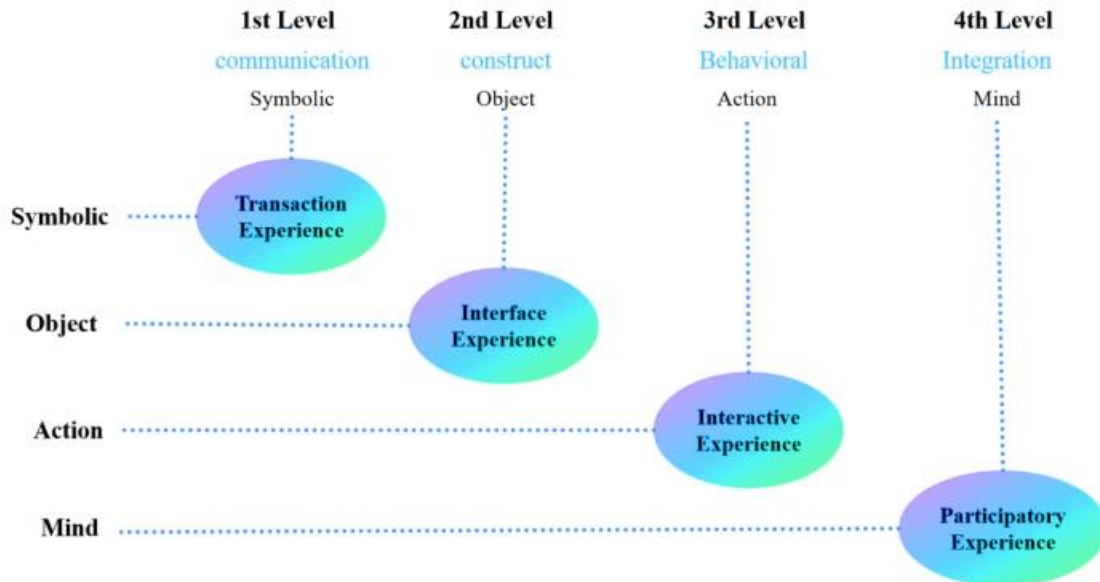 1st Level 2nd Level 3rd Level 4th Level
communication construct Behavioral Integration
Symbolic Object Action Mind
Symbolic
Transaction
Experience
Object
Interface
Experience
Action
Interactive
Experience
Mind
Participatory
Experience